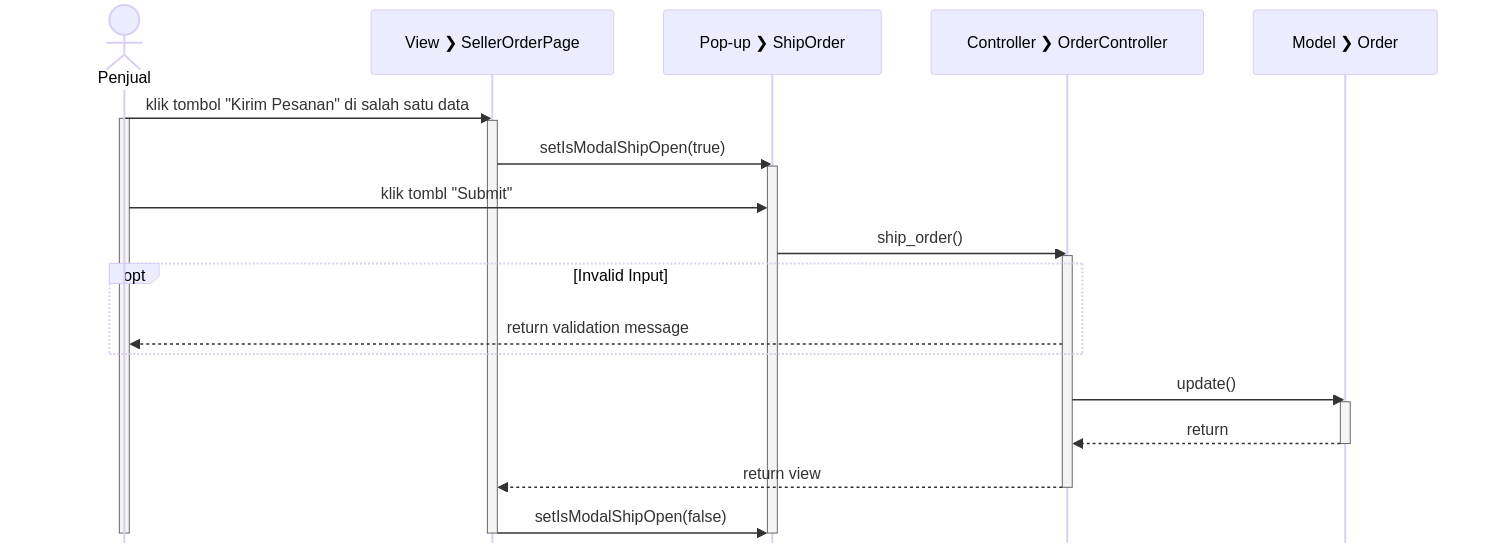 Penjual
View ❯ SellerOrderPage
Pop-up ❯ ShipOrder
Controller ❯ OrderController
Model ❯ Order
klik tombol "Kirim Pesanan" di salah satu data
setIsModalShipOpen(true)
klik tombl "Submit"
ship_order()
opt
[Invalid Input]
return validation message
update()
return
return view
setIsModalShipOpen(false)